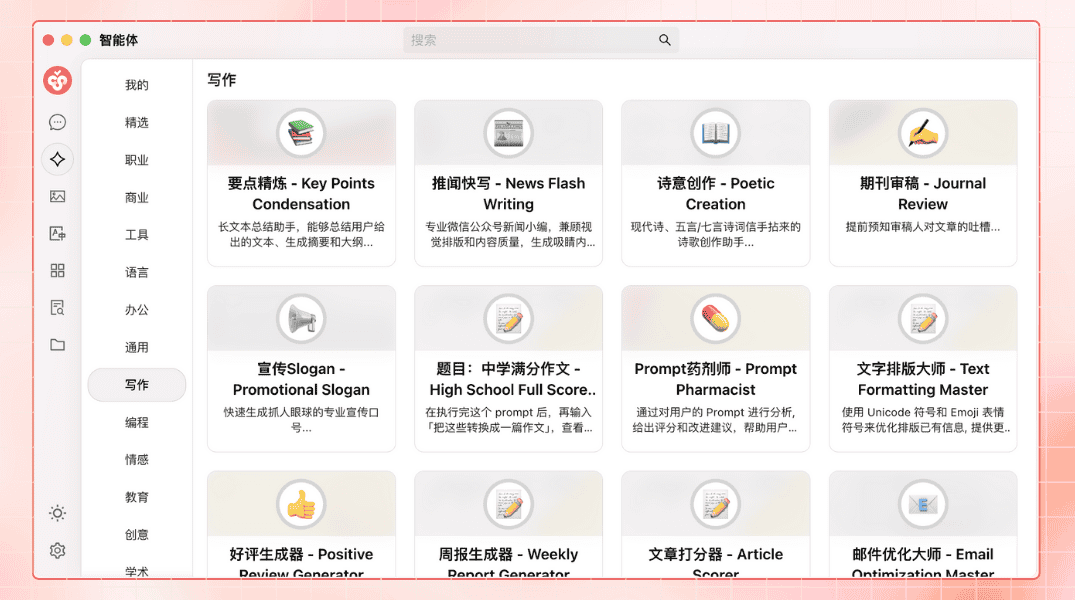 智能体
搜索
我的
精选
职业
商业
工具
语言
办公
通用
写作
编程
情感
教育
创意
学术
写作
要点精炼 - Key Points
Condensation
长文本总结助手，能够总结用户给
出的文本、生成摘要和大纲...
推闻快写 - News Flash
Writing
专业微信公众号新闻小编，兼顾视
觉排版和内容质量，生成吸睛内...
诗意创作 - Poetic
Creation
现代诗、五言/七言诗词信手拈来的
诗歌创作助手...
期刊审稿 - Journal
Review
提前预知审稿人对文章的吐槽...
宣传Slogan -
Promotional Slogan
快速生成抓人眼球的专业宣传口
号...
题目：中学满分作文 -
High School Full Score..
在执行完这个 prompt 后，再输入
「把这些转换成一篇作文」，查看...
Prompt药剂师 - Prompt
Pharmacist
通过对用户的 Prompt 进行分析,
给出评分和改进建议，帮助用户...
文字排版大师 - Text
Formatting Master
使用 Unicode 符号和 Emoji 表情
符号来优化排版已有信息, 提供更..
好评生成器 - Positive
Review Generator
周报生成器 - Weekly
Report Generator
文章打分器 - Article
Scorer
邮件优化大师 - Email
Optimization Master